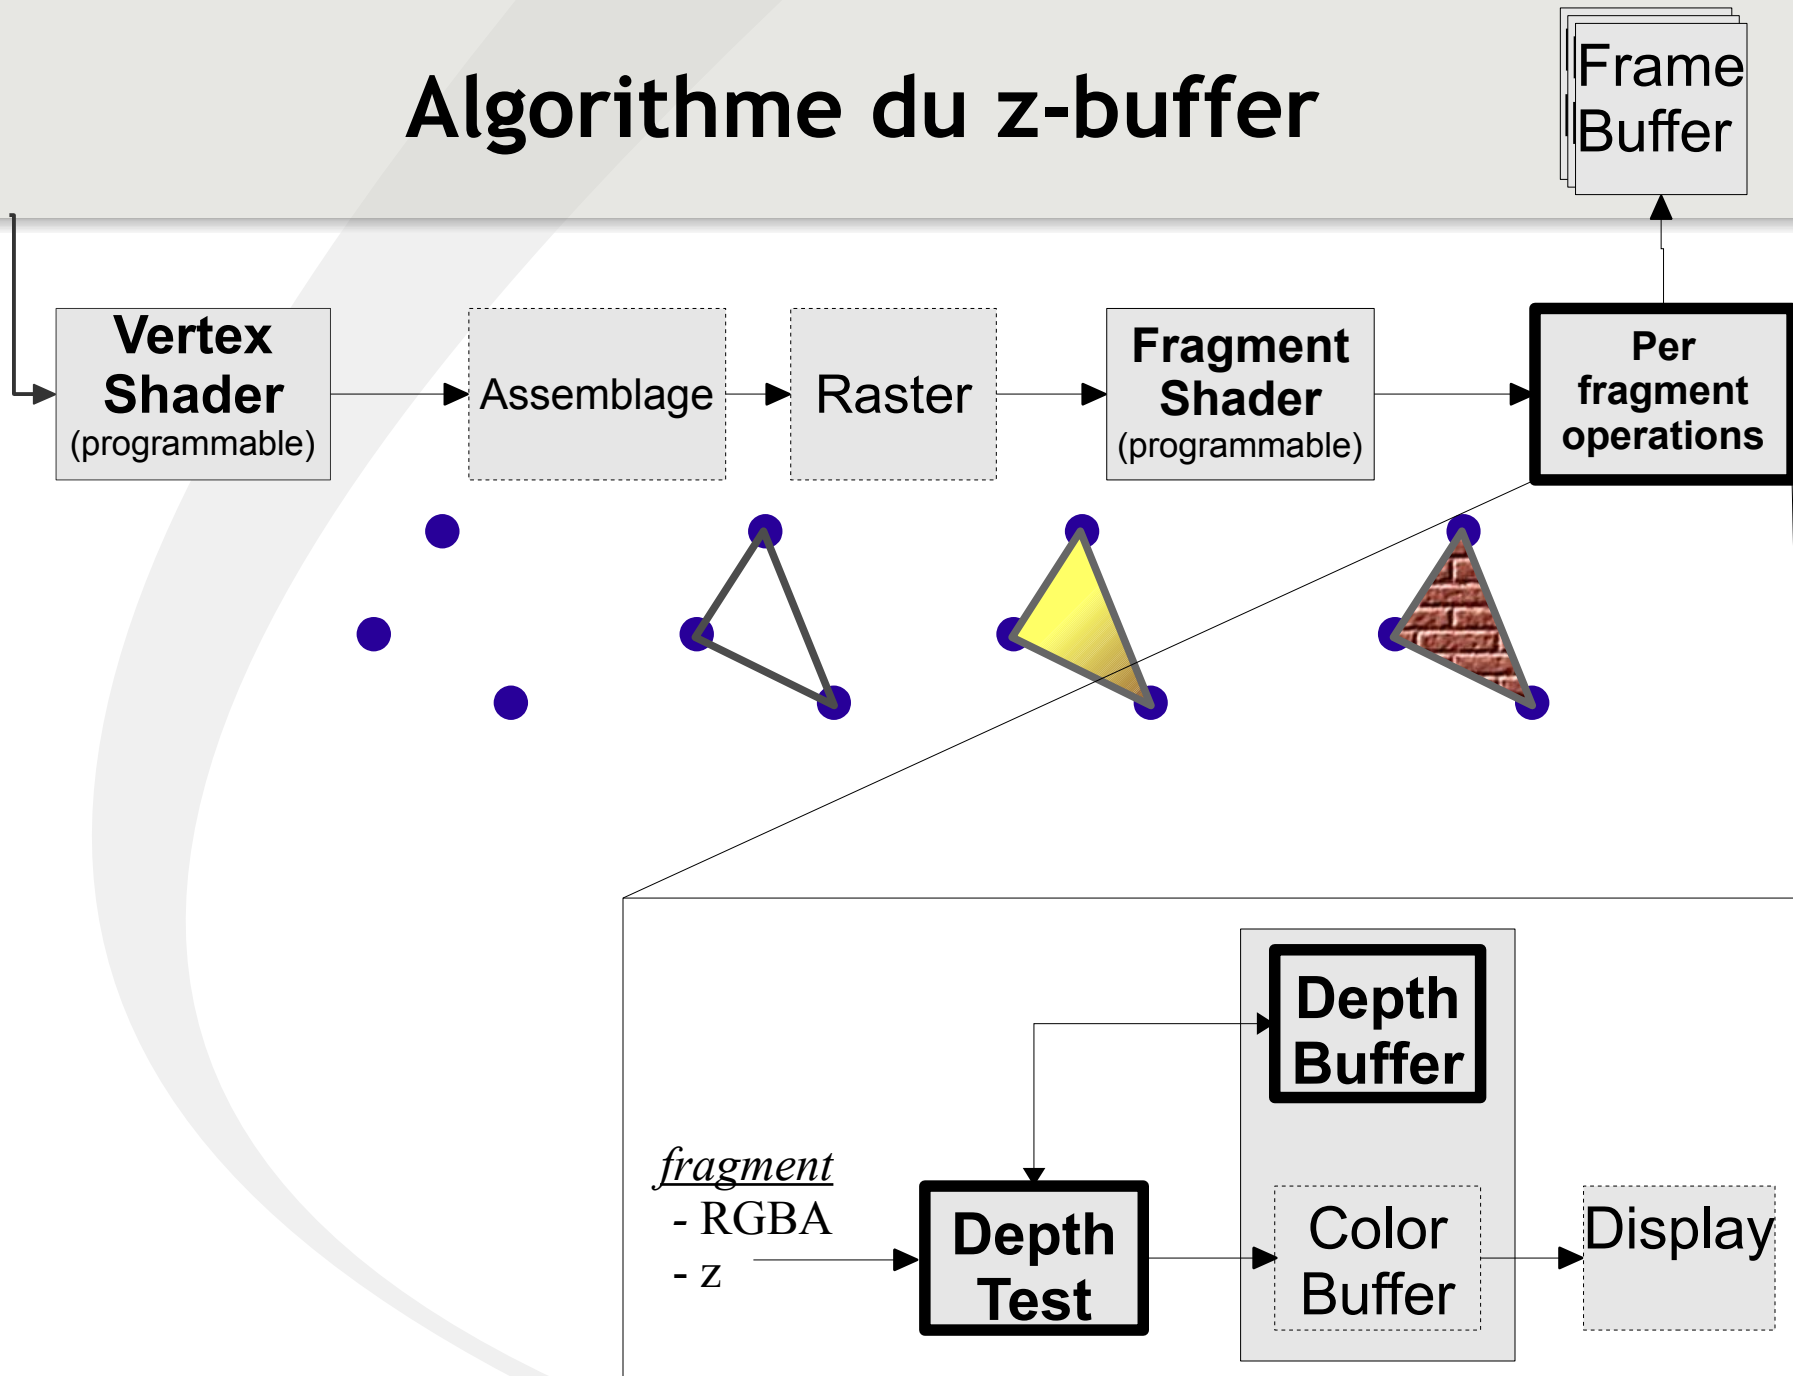 Algorithme du z-buffer
Frame
Buffer
Vertex
Shader
(programmable)
Assemblage
Raster
Fragment
Shader
(programmable)
Per
fragment
operations
Depth
Buffer
fragment
- RGBA
- z
Depth
Test
Color
Buffer
Display